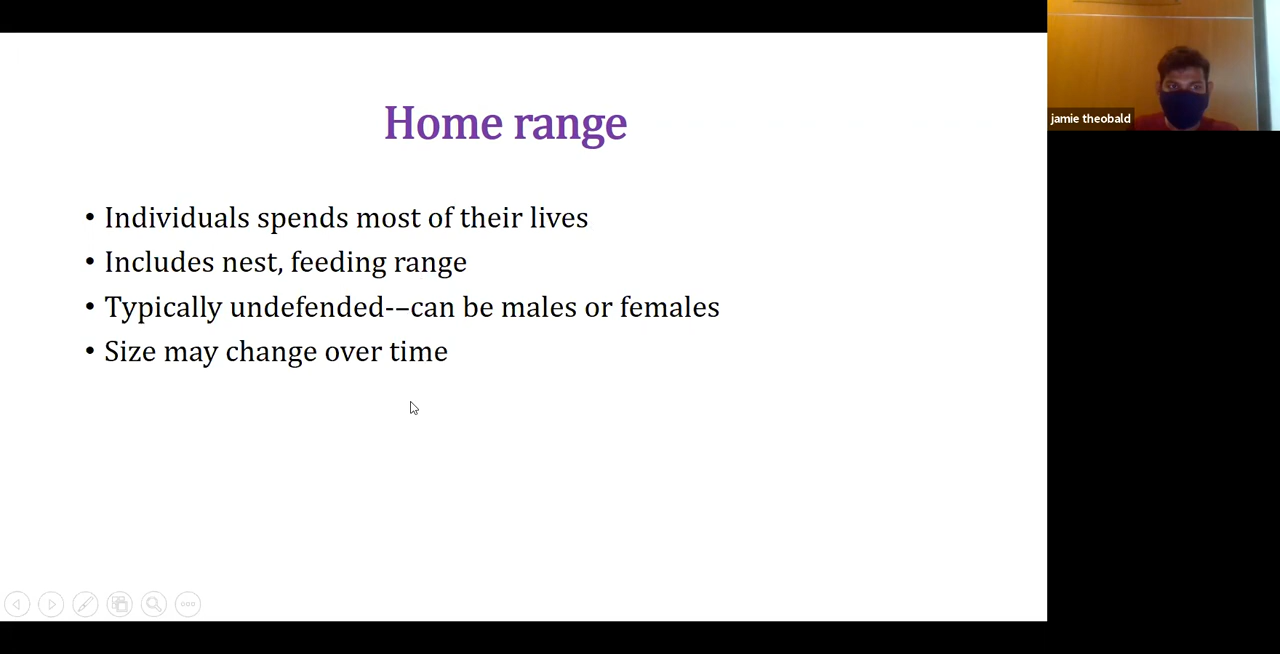 Home range
• Individuals spends most of their lives
• Includes nest, feeding range
• Typically undefended-–can be males or females
• Size may change over time
jamie theobald